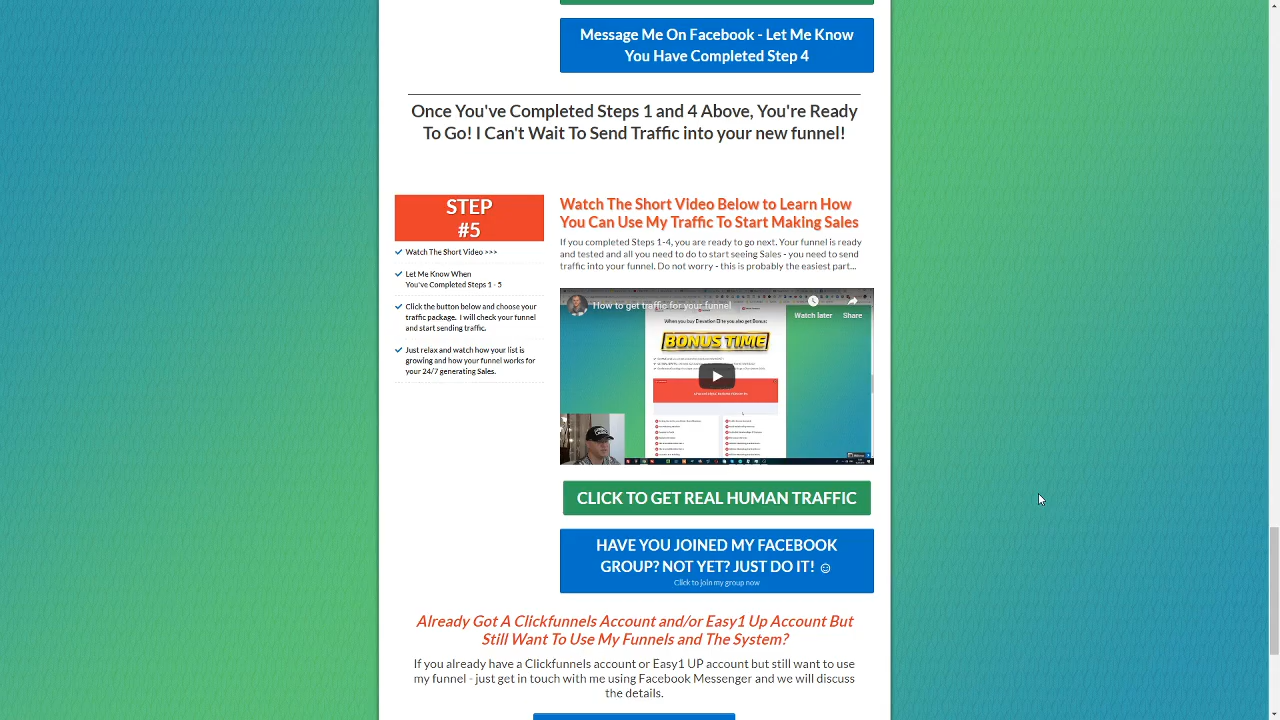 Message Me On Facebook - Let Me Know
You Have Completed Step 4
Once You've Completed Steps 1 and 4 Above, You're Ready
To Go! I Can't Wait To Send Traffic into your new funnel!
STEP
#5
Watch The Short Video >>>
Let Me Know When
You've Completed Steps 1 - 5
Click the button below and choose your
traffic package. I will check your funnel
and start sending traffic.
Just relax and watch how your list is
growing and how your funnel works for
your 24/7 generating Sales.
Watch The Short Video Below to Learn How
You Can Use My Traffic To Start Making Sales
If you completed Steps 1-4, you are ready to go next. Your funnel is ready
and tested and all you need to do to start seeing Sales - you need to send
traffic into your funnel. Do not worry - this is probably the easiest part...
How to get traffic for your funnel
Watch later
Share
When you buy Elevation Elite you also get Bonus:
BONUS TIME
CLICK TO GET REAL HUMAN TRAFFIC
HAVE YOU JOINED MY FACEBOOK
GROUP? NOT YET? JUST DO IT! ☺
Click to join my group now
Already Got A Clickfunnels Account and/or Easy1 Up Account But
Still Want To Use My Funnels and The System?
If you already have a Clickfunnels account or Easy1 UP account but still want to use
my funnel - just get in touch with me using Facebook Messenger and we will discuss
the details.